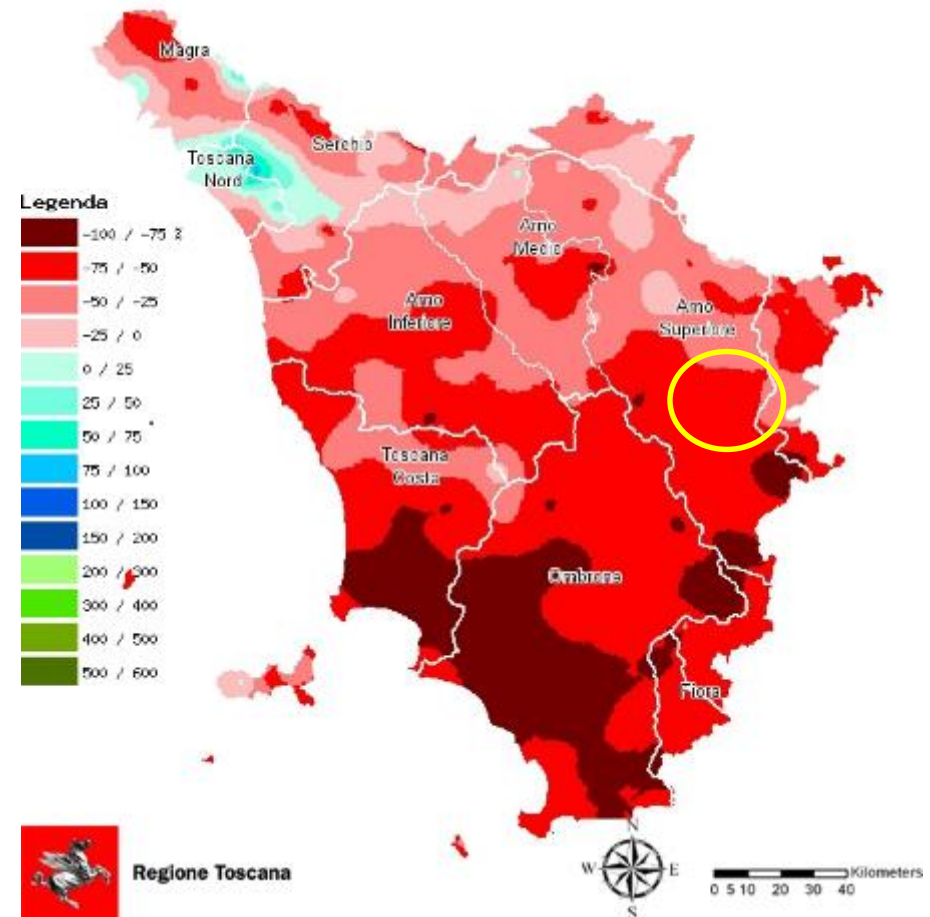 Magra
Serchio
Toscana
Nord
Legenda
-100 / -75 %
-75 / -50
-50 / -25
-25 / 0
0 / 25
25 / 50
50 / 75
75 / 100
100 / 150
150 / 200
200 / 300
300 / 400
400 / 500
500 / 600
Arno
Medio
Arno
Inferiore
Arno
Superiore
Toscana
Costa
Ombrone
Fiora
Regione Toscana
N
W E
S
Kilometers
0 5 10 20 30 40